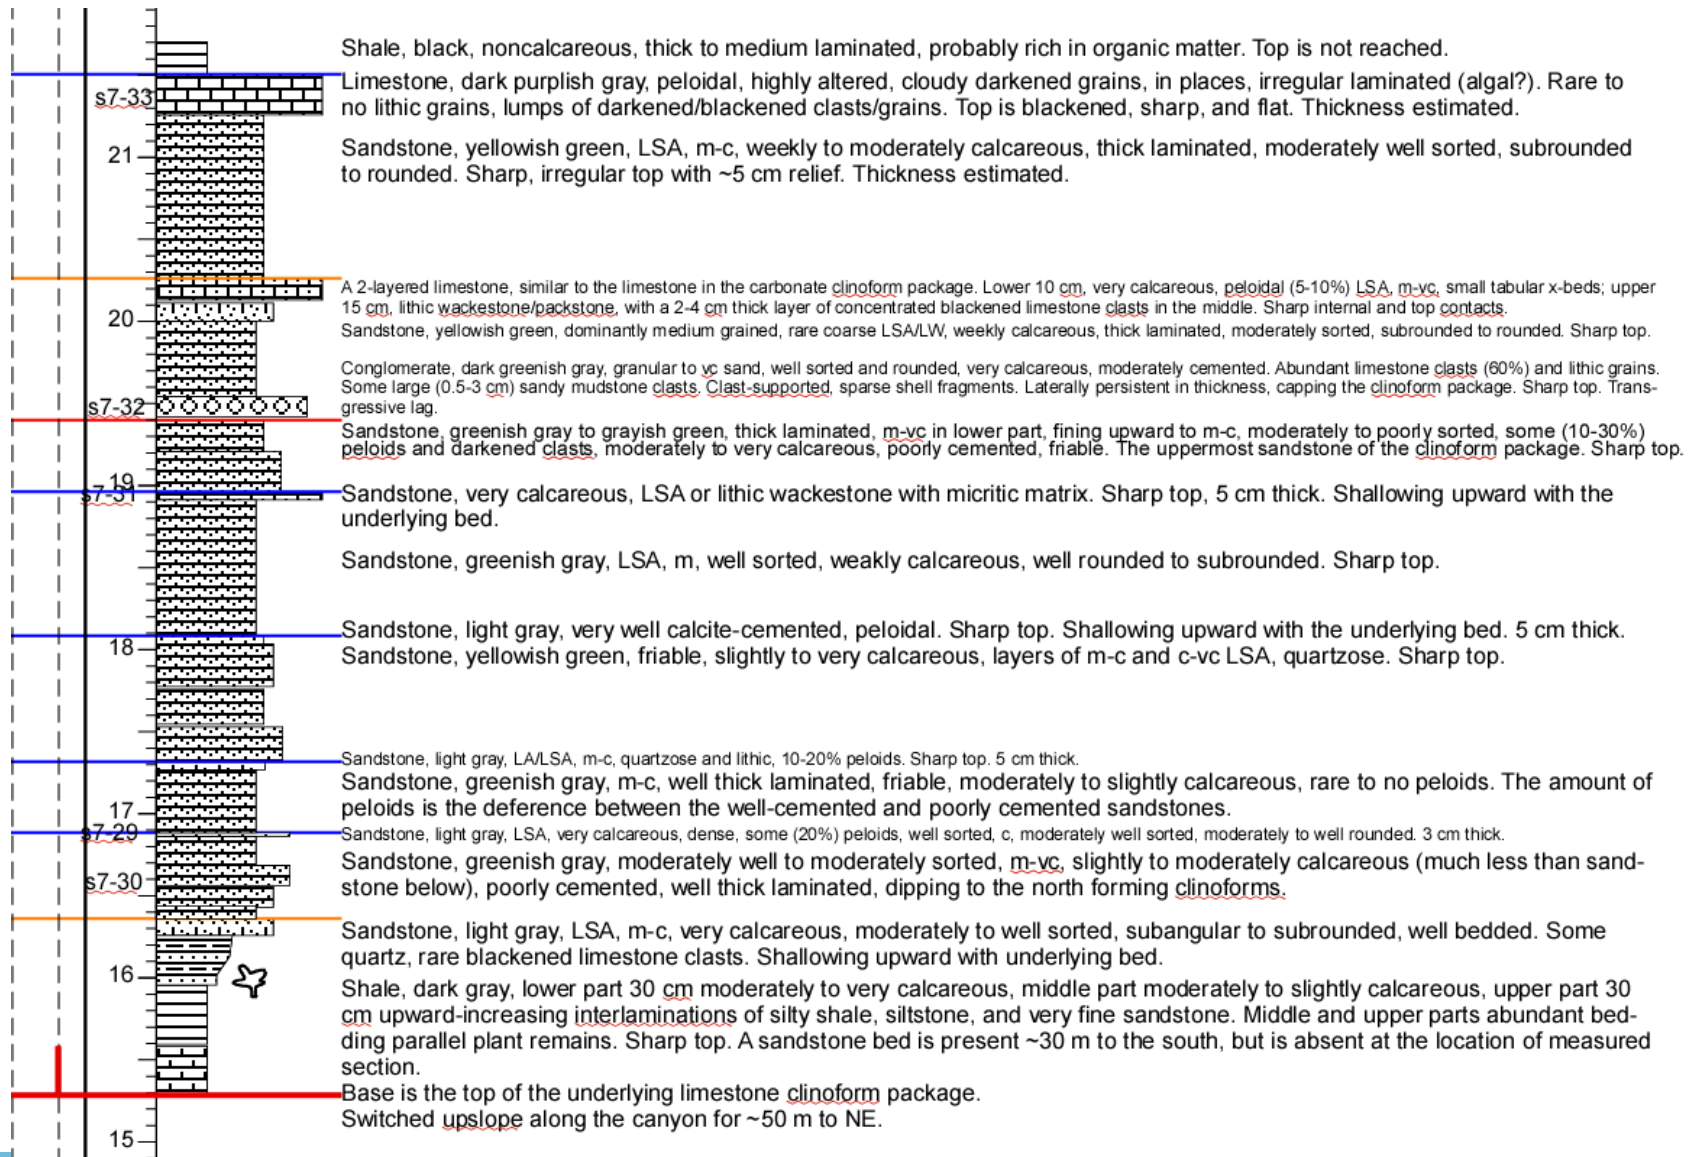 Shale, black, noncalcareous, thick to medium laminated, probably rich in organic matter. Top is not reached.
s7-33
Limestone, dark purplish gray, peloidal, highly altered, cloudy darkened grains, in places, irregular laminated (algal?). Rare to
no lithic grains, lumps of darkened/blackened clasts/grains. Top is blackened, sharp, and flat. Thickness estimated.
21
Sandstone, yellowish green, LSA, m-c, weekly to moderately calcareous, thick laminated, moderately well sorted, subrounded
to rounded. Sharp, irregular top with ~5 cm relief. Thickness estimated.
A 2-layered limestone, similar to the limestone in the carbonate clinoform package. Lower 10 cm, very calcareous, peloidal (5-10%) LSA, m-vc, small tabular x-beds; upper
15 cm, lithic wackestone/packstone, with a 2-4 cm thick layer of concentrated blackened limestone clasts in the middle. Sharp internal and top contacts.
20
Sandstone, yellowish green, dominantly medium grained, rare coarse LSA/LW, weekly calcareous, thick laminated, moderately sorted, subrounded to rounded. Sharp top.
Conglomerate, dark greenish gray, granular to vc sand, well sorted and rounded, very calcareous, moderately cemented. Abundant limestone clasts (60%) and lithic grains.
Some large (0.5-3 cm) sandy mudstone clasts. Clast-supported, sparse shell fragments. Laterally persistent in thickness, capping the clinoform package. Sharp top. Trans-
gressive lag.
s7-32
Sandstone, greenish gray to grayish green, thick laminated, m-vc in lower part, fining upward to m-c, moderately to poorly sorted, some (10-30%)
peloids and darkened clasts, moderately to very calcareous, poorly cemented, friable. The uppermost sandstone of the clinoform package. Sharp top.
19
s7-31
Sandstone, very calcareous, LSA or lithic wackestone with micritic matrix. Sharp top, 5 cm thick. Shallowing upward with the
underlying bed.
Sandstone, greenish gray, LSA, m, well sorted, weakly calcareous, well rounded to subrounded. Sharp top.
Sandstone, light gray, very well calcite-cemented, peloidal. Sharp top. Shallowing upward with the underlying bed. 5 cm thick.
18
Sandstone, yellowish green, friable, slightly to very calcareous, layers of m-c and c-vc LSA, quartzose. Sharp top.
Sandstone, light gray, LA/LSA, m-c, quartzose and lithic, 10-20% peloids. Sharp top. 5 cm thick.
Sandstone, greenish gray, m-c, well thick laminated, friable, moderately to slightly calcareous, rare to no peloids. The amount of
peloids is the deference between the well-cemented and poorly cemented sandstones.
17
s7-29
Sandstone, light gray, LSA, very calcareous, dense, some (20%) peloids, well sorted, c, moderately well sorted, moderately to well rounded. 3 cm thick.
Sandstone, greenish gray, moderately well to moderately sorted, m-vc, slightly to moderately calcareous (much less than sand-
stone below), poorly cemented, well thick laminated, dipping to the north forming clinoforms.
s7-30
Sandstone, light gray, LSA, m-c, very calcareous, moderately to well sorted, subangular to subrounded, well bedded. Some
quartz, rare blackened limestone clasts. Shallowing upward with underlying bed.
16
Shale, dark gray, lower part 30 cm moderately to very calcareous, middle part moderately to slightly calcareous, upper part 30
cm upward-increasing interlaminations of silty shale, siltstone, and very fine sandstone. Middle and upper parts abundant bed-
ding parallel plant remains. Sharp top. A sandstone bed is present ~30 m to the south, but is absent at the location of measured
section.
Base is the top of the underlying limestone clinoform package.
Switched upslope along the canyon for ~50 m to NE.
15